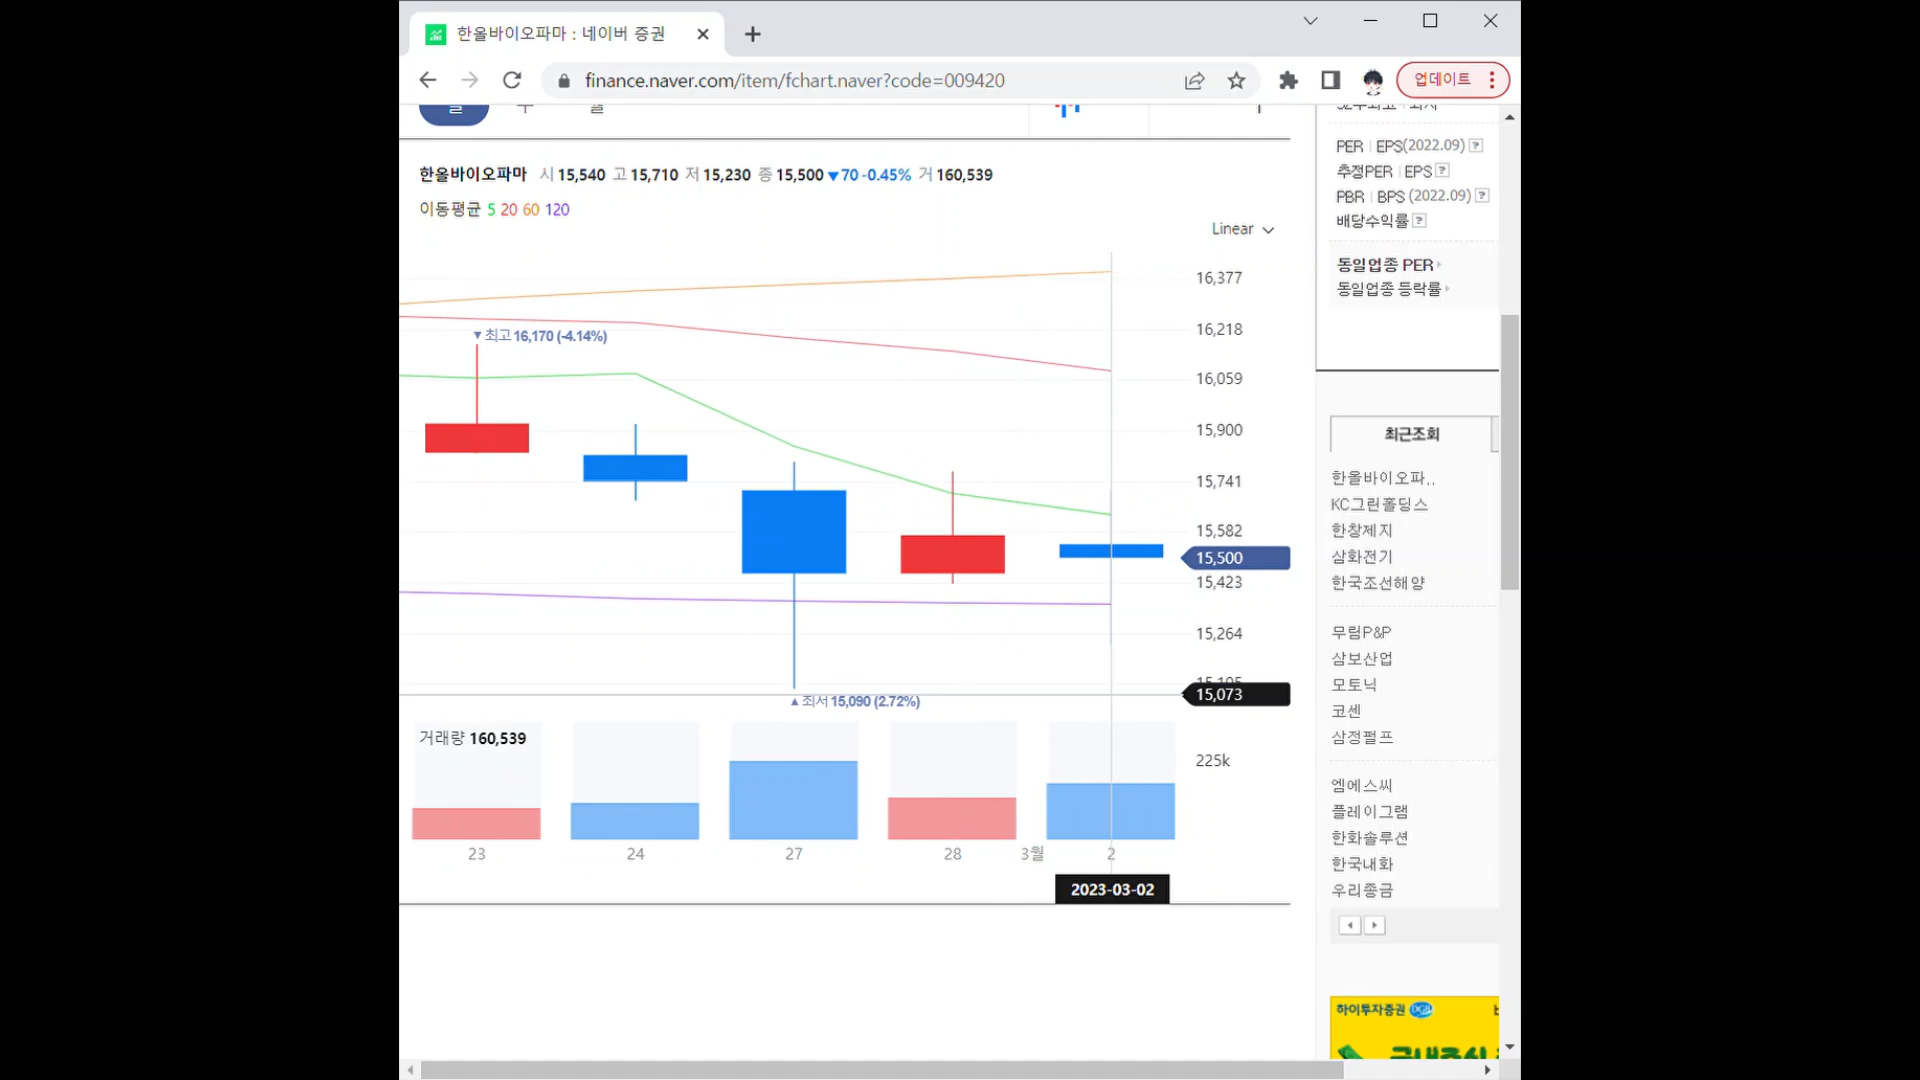 한올바이오파마 : 네이버 증권
finance.naver.com/item/fchart.naver?code=009420
업데이트
한올바이오파마 시 15,540 고 15,710 저 15,230 종 15,500 ▼70 -0.45% 거 160,539
이동평균 5 20 60 120
Linear
16,377
16,218
16,059
15,900
15,741
15,582
15,500
15,423
15,264
15,073
▼최고 16,170 (-4.14%)
▲최저 15,090 (2.72%)
거래량 160,539
225k
23 24 27 28 3월 2
2023-03-02
PER | EPS(2022.09) ?
추정PER | EPS ?
PBR | BPS (2022.09) ?
배당수익률 ?
동일업종 PER
동일업종 등락률
최근조회
한올바이오파..
KC그린홀딩스
한창제지
삼화전기
한국조선해양
무림P&P
삼보산업
모토닉
코센
삼정펄프
엠에스씨
플레이그램
한화솔루션
한국내화
우리종금
하이투자증권 DGB